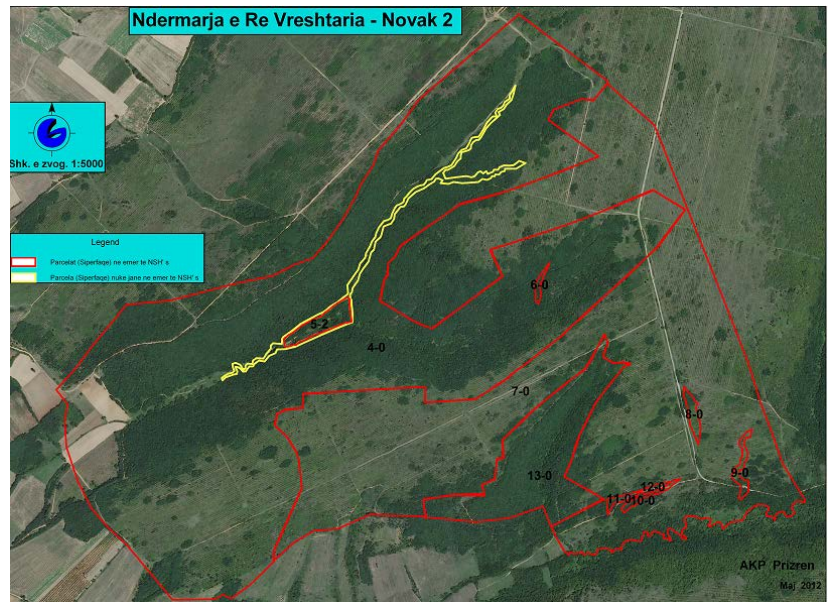 Ndermarja e Re Vreshtaria - Novak 2
Shk. e zvog. 1:5000
Legend
Parcelat (Siperfaqe) ne emer te NSH' s
Parcela (Siperfaqe) nuke jane ne emer te NSH' s
6-0
5-2
4-0
7-0
8-0
9-0
13-0
12-0
11-0
10-0
AKP Prizren
Maj 2012